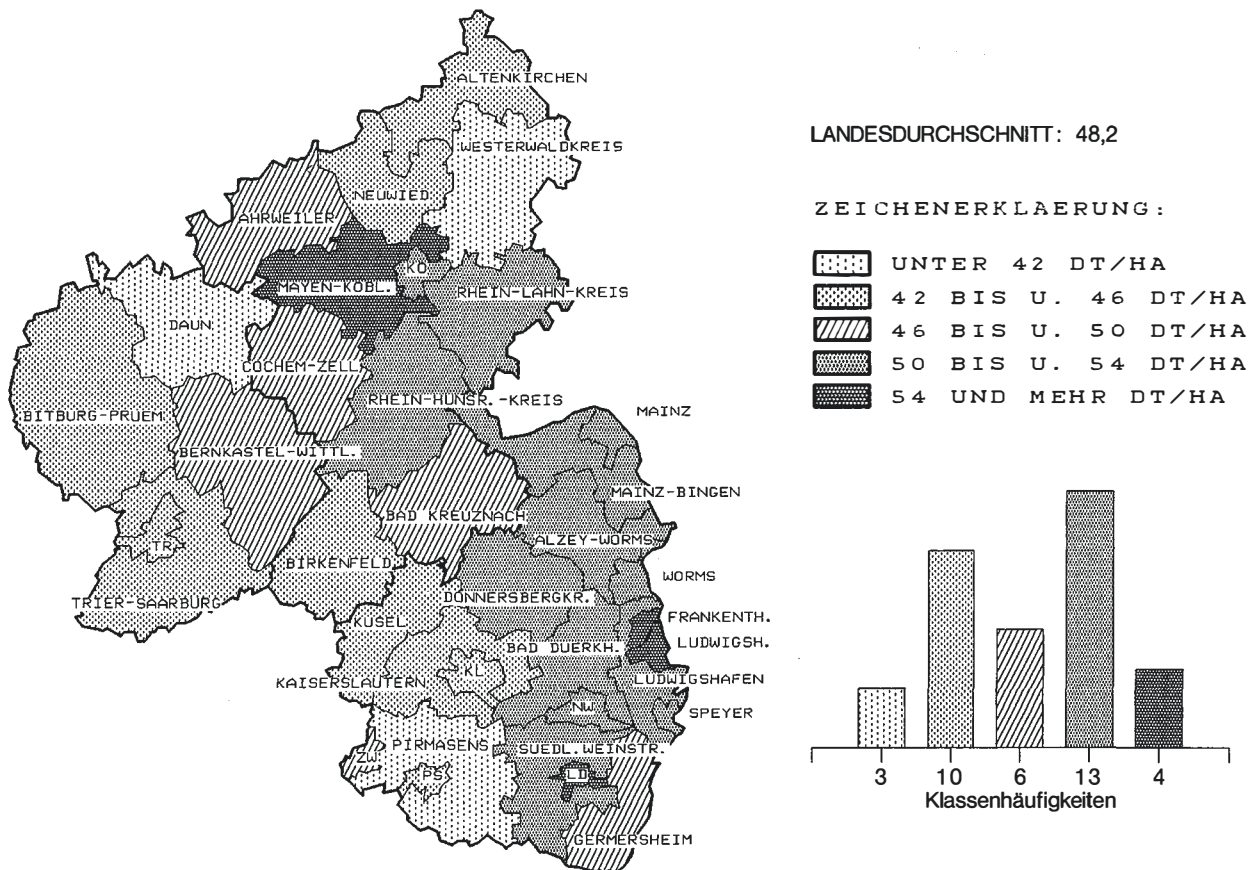 ALTENKIRCHEN
WESTERWALDKREIS
NEUWIED
AHRWEILER
KO
MAYEN-KOBL.
RHEIN-LAHN-KREIS
DAUN
COCHEM-ZELL
RHEIN-HUNSR.-KREIS
BITBURG-PRUEM
MAINZ
BERNKASTEL-WITTL.
MAINZ-BINGEN
BAD KREUZNACH
ALZEY-WORMS
TR
BIRKENFELD
WORMS
TRIER-SAARBURG
DONNERSBERGKR.
KUSEL
FRANKENTH.
BAD DUERKH.
LUDWIGSH.
KL
KAISERSLAUTERN
LUDWIGSHAFEN
NW
SPEYER
PIRMASENS
SUEDL.WEINSTR.
ZW
PS
LD
GERMERSHEIM
LANDESDURCHSCHNITT: 48,2
ZEICHENERKLAERUNG:
UNTER 42 DT/HA
42 BIS U. 46 DT/HA
46 BIS U. 50 DT/HA
50 BIS U. 54 DT/HA
54 UND MEHR DT/HA
3 10 6 13 4
Klassenhäufigkeiten